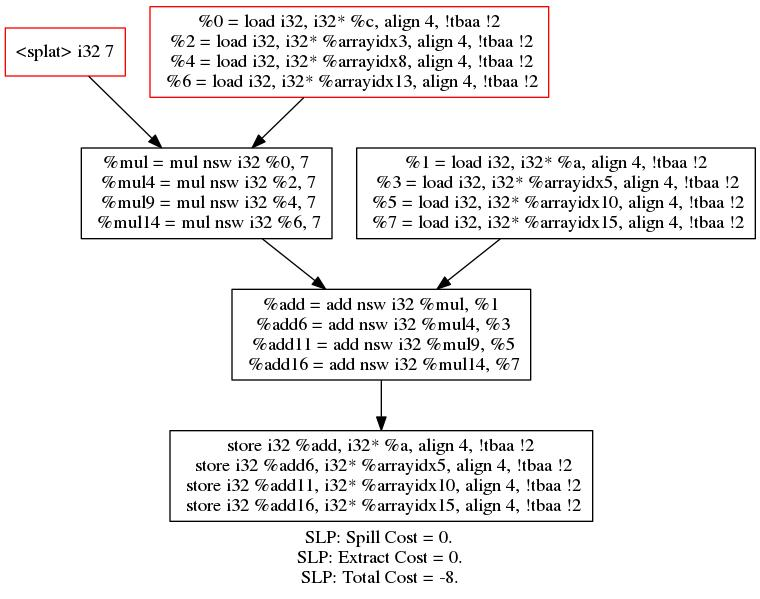 <splat> i32 7
%0 = load i32, i32* %c, align 4, !tbaa !2
%2 = load i32, i32* %arrayidx3, align 4, !tbaa !2
%4 = load i32, i32* %arrayidx8, align 4, !tbaa !2
%6 = load i32, i32* %arrayidx13, align 4, !tbaa !2
%mul = mul nsw i32 %0, 7
%mul4 = mul nsw i32 %2, 7
%mul9 = mul nsw i32 %4, 7
%mul14 = mul nsw i32 %6, 7
%1 = load i32, i32* %a, align 4, !tbaa !2
%3 = load i32, i32* %arrayidx5, align 4, !tbaa !2
%5 = load i32, i32* %arrayidx10, align 4, !tbaa !2
%7 = load i32, i32* %arrayidx15, align 4, !tbaa !2
%add = add nsw i32 %mul, %1
%add6 = add nsw i32 %mul4, %3
%add11 = add nsw i32 %mul9, %5
%add16 = add nsw i32 %mul14, %7
store i32 %add, i32* %a, align 4, !tbaa !2
store i32 %add6, i32* %arrayidx5, align 4, !tbaa !2
store i32 %add11, i32* %arrayidx10, align 4, !tbaa !2
store i32 %add16, i32* %arrayidx15, align 4, !tbaa !2
SLP: Spill Cost = 0.
SLP: Extract Cost = 0.
SLP: Total Cost = -8.